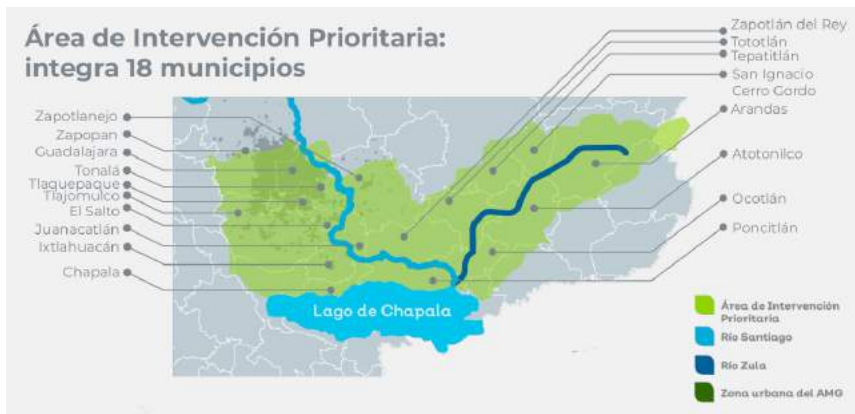 Área de Intervención Prioritaria:
integra 18 municipios
Zapotlanejo
Zapopan
Guadalajara
Tonalá
Tlaquepaque
Tlajomulco
El Salto
Juanacatlán
Ixtlahuacán
Chapala
Zapotlán del Rey
Tototlán
Tepatitlán
San Ignacio
Cerro Gordo
Arandas
Atotonilco
Ocotlán
Poncitlán
Lago de Chapala
Área de Intervención
Prioritaria
Río Santiago
Río Zula
Zona urbana del AMG